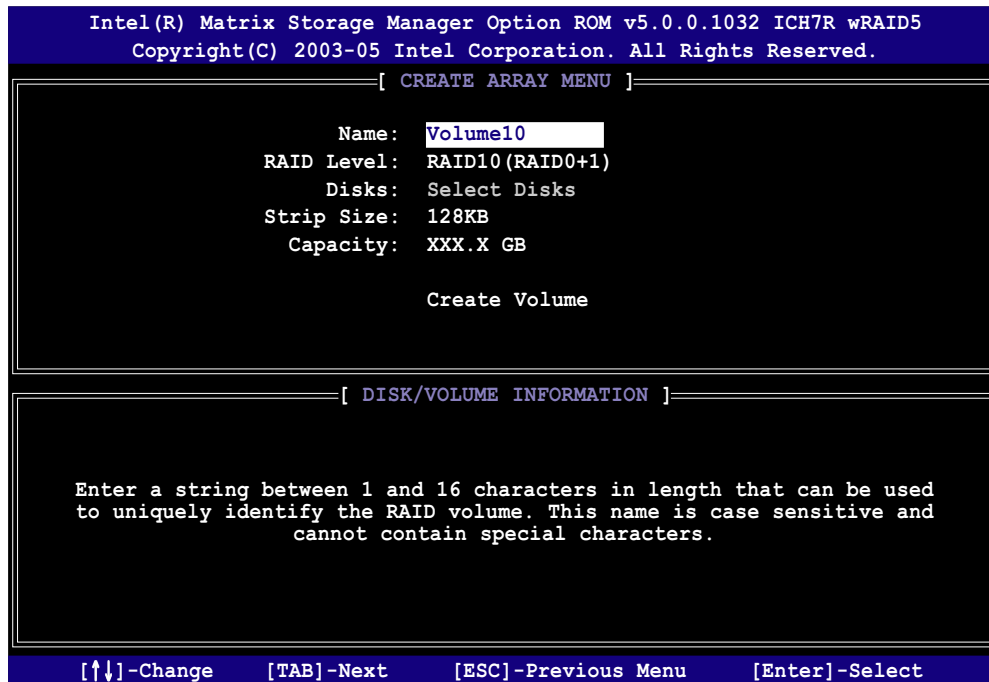 Intel(R) Matrix Storage Manager Option ROM v5.0.0.1032 ICH7R wRAID5
Copyright(C) 2003-05 Intel Corporation. All Rights Reserved.
[ CREATE ARRAY MENU ]
Name: Volume10
RAID Level: RAID10(RAID0+1)
Disks: Select Disks
Strip Size: 128KB
Capacity: XXX.X GB
Create Volume
[ DISK/VOLUME INFORMATION ]
Enter a string between 1 and 16 characters in length that can be used
to uniquely identify the RAID volume. This name is case sensitive and
cannot contain special characters.
[↑↓]-Change [TAB]-Next [ESC]-Previous Menu [Enter]-Select